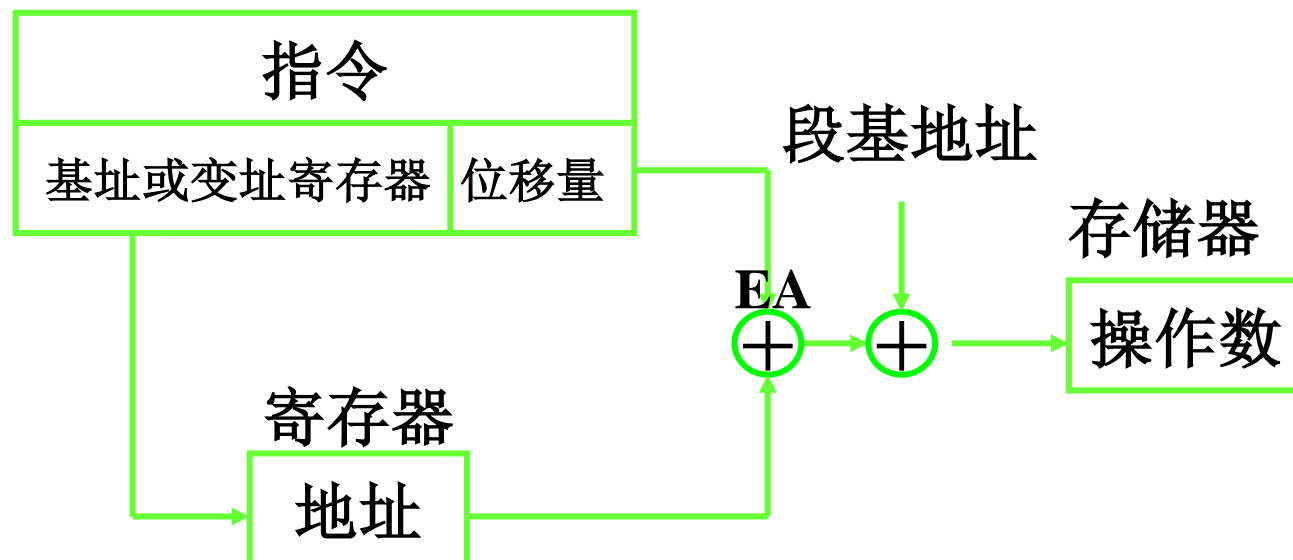 指令
基址或变址寄存器 位移量
段基地址
存储器
EA
操作数
寄存器
地址